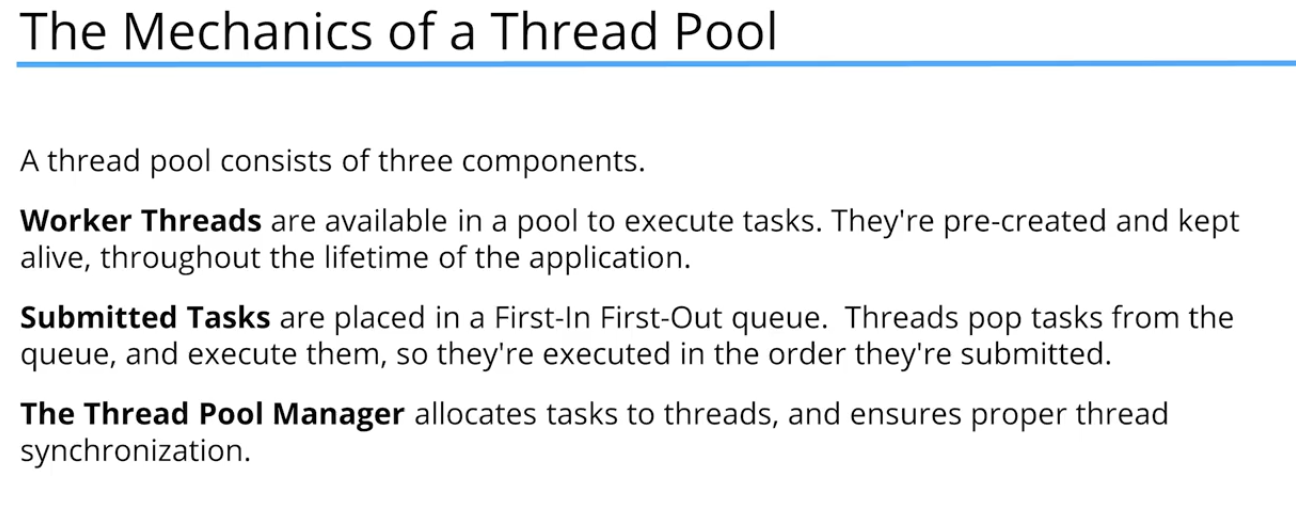 The Mechanics of a Thread Pool
A thread pool consists of three components.
Worker Threads are available in a pool to execute tasks. They're pre-created and kept
alive, throughout the lifetime of the application.
Submitted Tasks are placed in a First-In First-Out queue.  Threads pop tasks from the
queue, and execute them, so they're executed in the order they're submitted.
The Thread Pool Manager allocates tasks to threads, and ensures proper thread
synchronization.